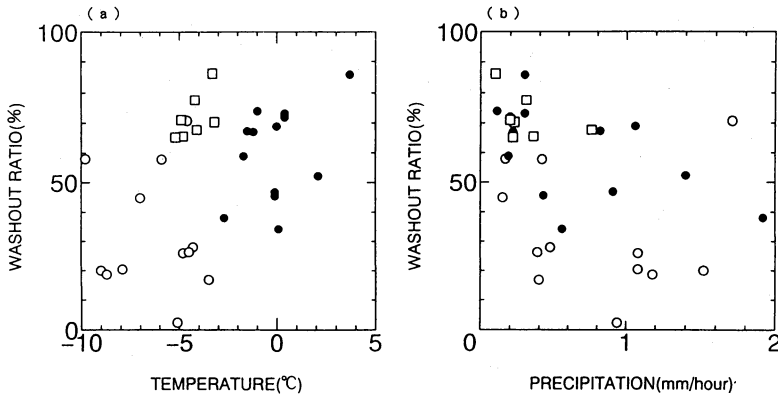 (a)
(b)
100
50
0
WASHOUT RATIO(%)
-10 -5 0 5
TEMPERATURE(℃)
100
50
0
WASHOUT RATIO(%)
1 2
PRECIPITATION(mm/hour)